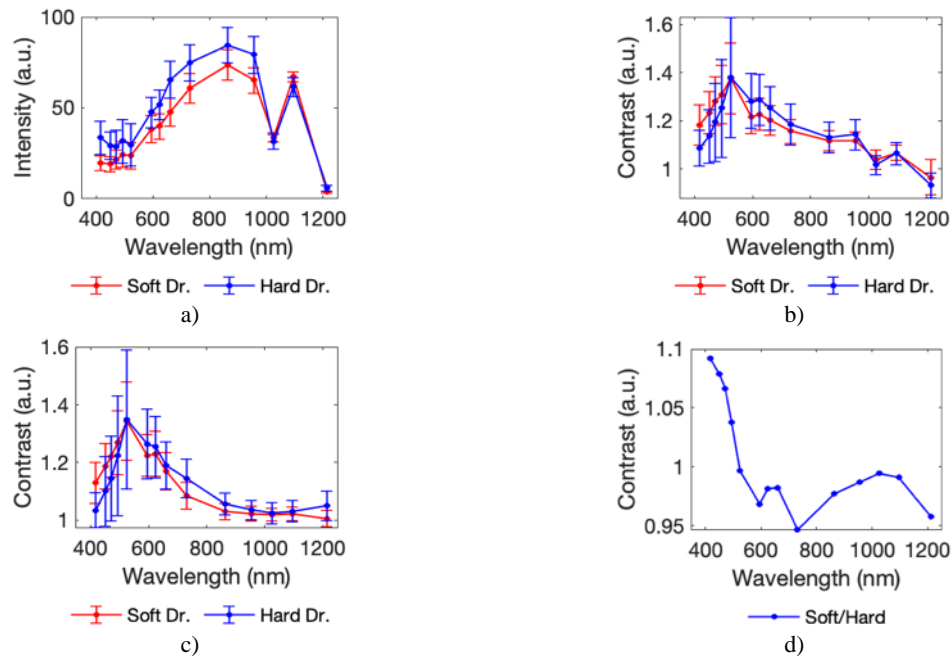 100
50
0
Intensity (a.u.)
400 600 800 1000 1200
Wavelength (nm)
Soft Dr. Hard Dr.
a)
1.6
1.4
1.2
1
Contrast (a.u.)
400 600 800 1000 1200
Wavelength (nm)
Soft Dr. Hard Dr.
b)
1.6
1.4
1.2
1
Contrast (a.u.)
400 600 800 1000 1200
Wavelength (nm)
Soft Dr. Hard Dr.
c)
1.1
1.05
1
0.95
Contrast (a.u.)
400 600 800 1000 1200
Wavelength (nm)
Soft/Hard
d)